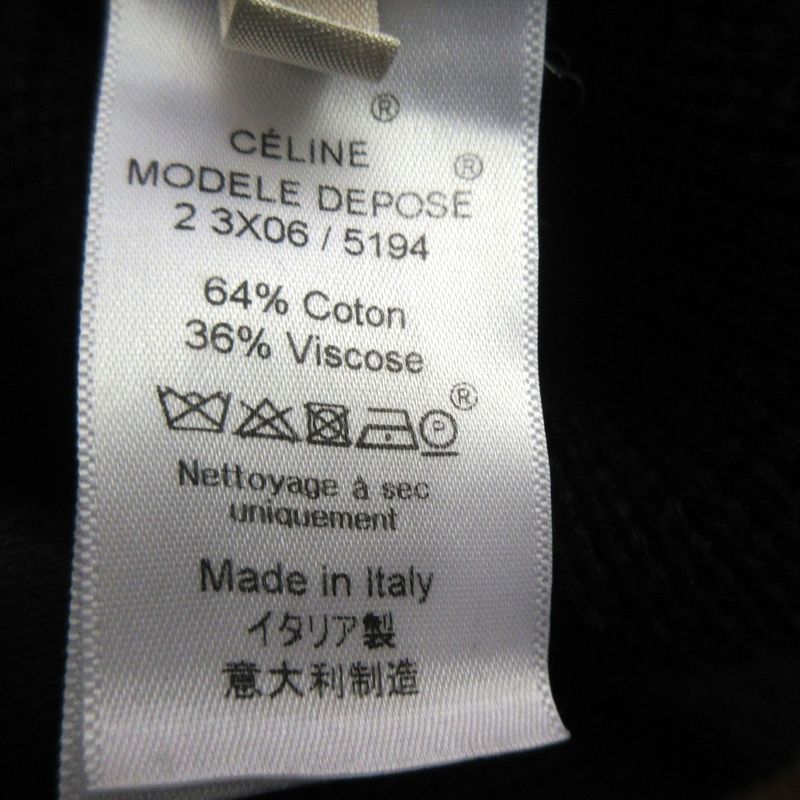 CÉLINE ®
MODELE DEPOSE ®
2 3X06 / 5194
64% Coton
36% Viscose
P ®
Nettoyage à sec
uniquement
Made in Italy
イタリア製
意大利制造